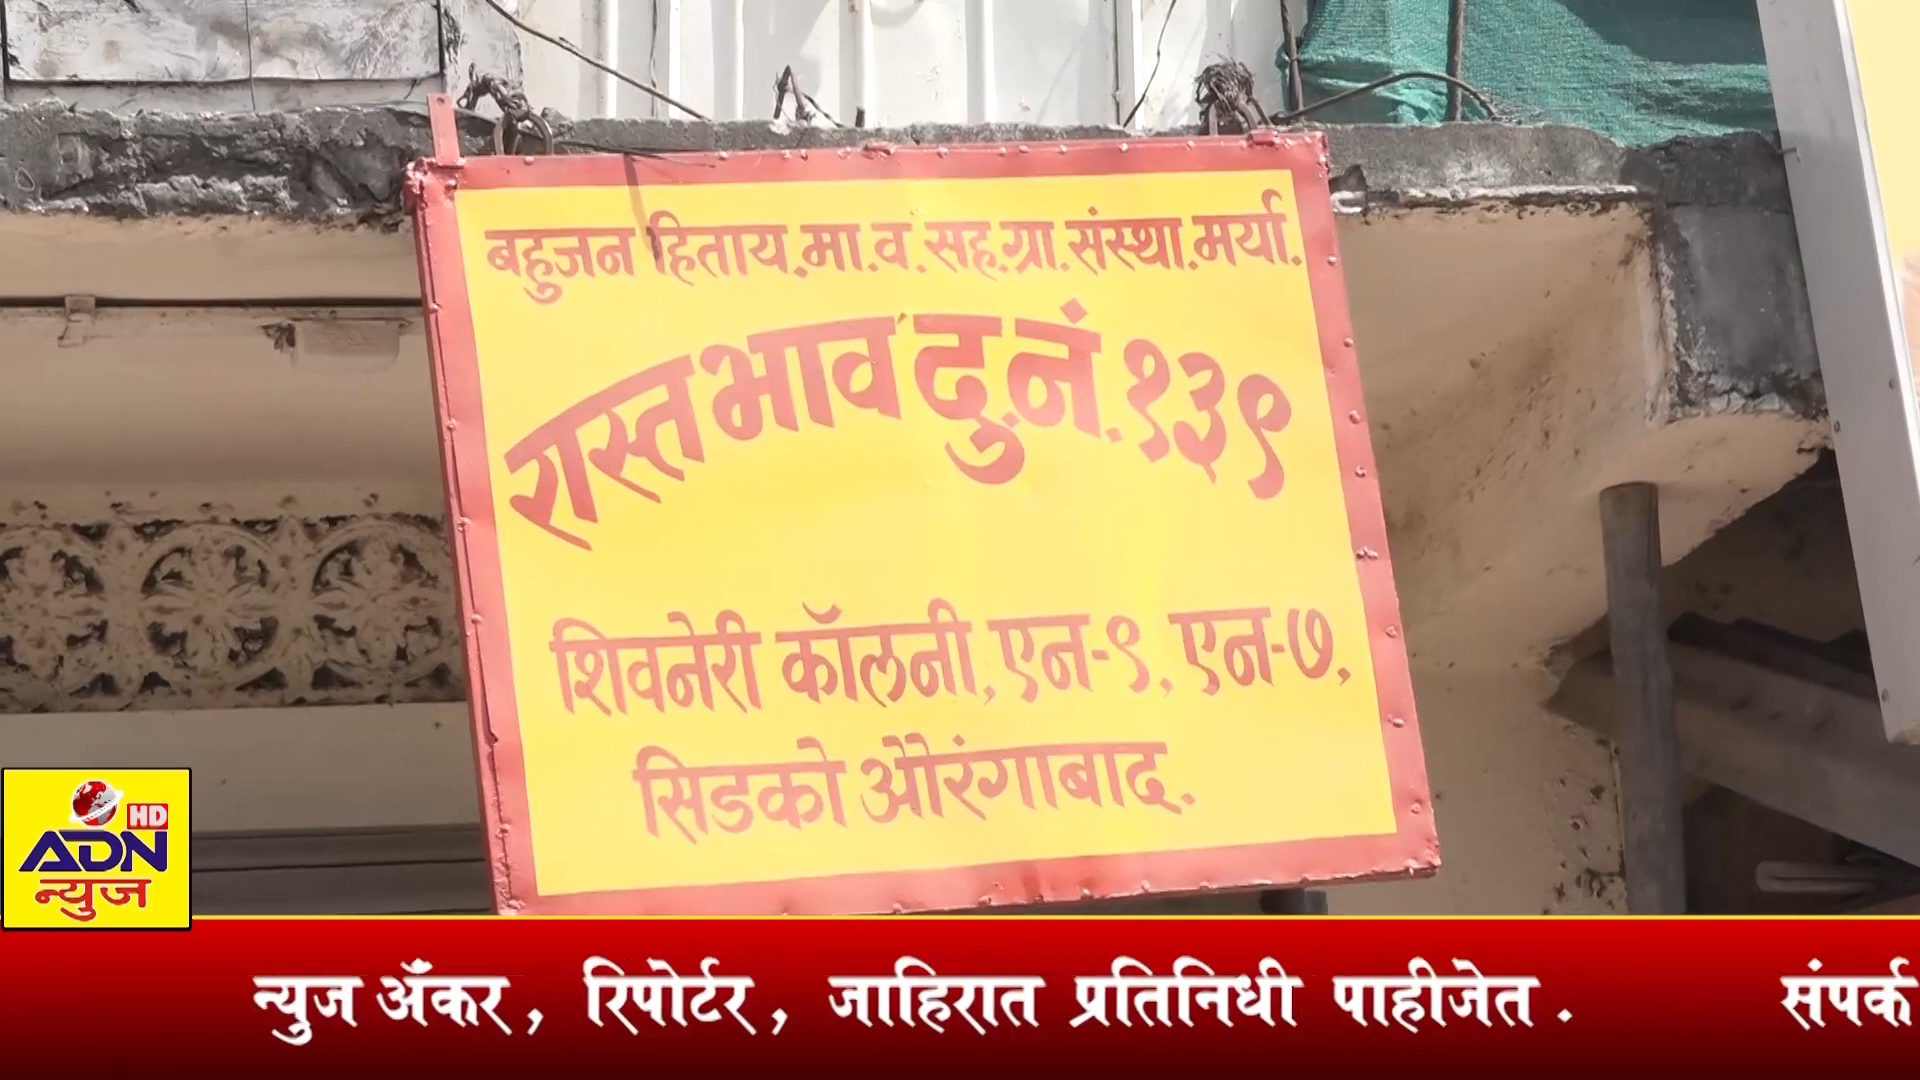 बहुजन हिताय.मा.व.सह.ग्रा.संस्था.मर्या.
रास्त भाव दु.नं.१३९
शिवनेरी कॉलनी, एन-९, एन-७,
सिडको औरंगाबाद.
HD
ADN
न्युज
न्युज अँकर, रिपोर्टर, जाहिरात प्रतिनिधी पाहीजेत. संपर्क